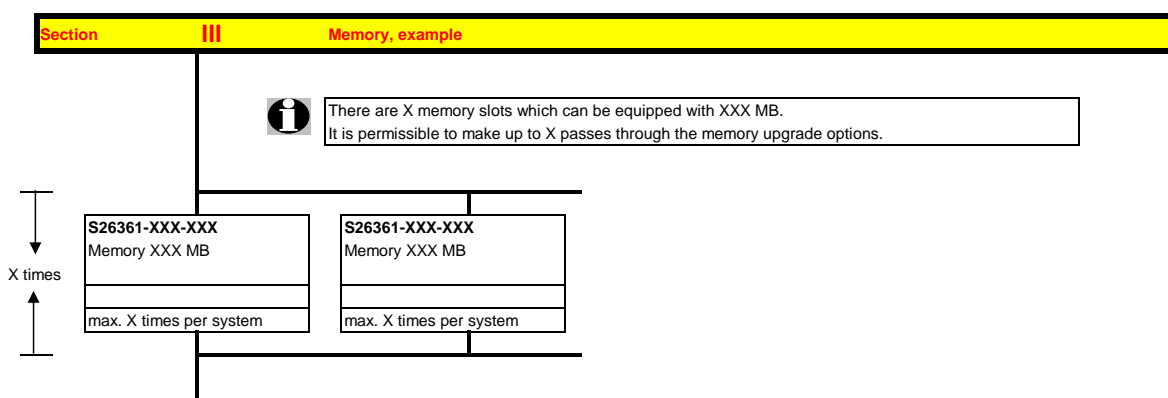 Section III Memory, example
There are X memory slots which can be equipped with XXX MB.
It is permissible to make up to X passes through the memory upgrade options.
X times
S26361-XXX-XXX
Memory XXX MB
max. X times per system
S26361-XXX-XXX
Memory XXX MB
max. X times per system